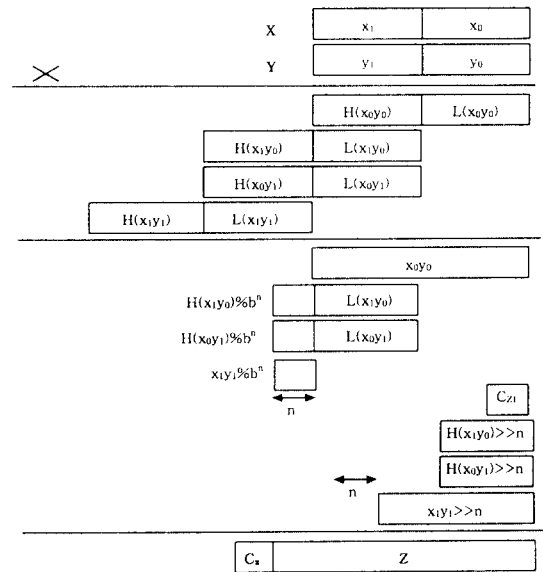 X x₁ x₀
Y y₁ y₀
H(x₀y₀) L(x₀y₀)
H(x₁y₀) L(x₁y₀)
H(x₀y₁) L(x₀y₁)
H(x₁y₁) L(x₁y₁)
x₀y₀
H(x₁y₀)%bⁿ L(x₁y₀)
H(x₀y₁)%bⁿ L(x₀y₁)
x₁y₁%bⁿ
n
C_Z1
H(x₁y₀)>>n
H(x₀y₁)>>n
n
x₁y₁>>n
C_z Z